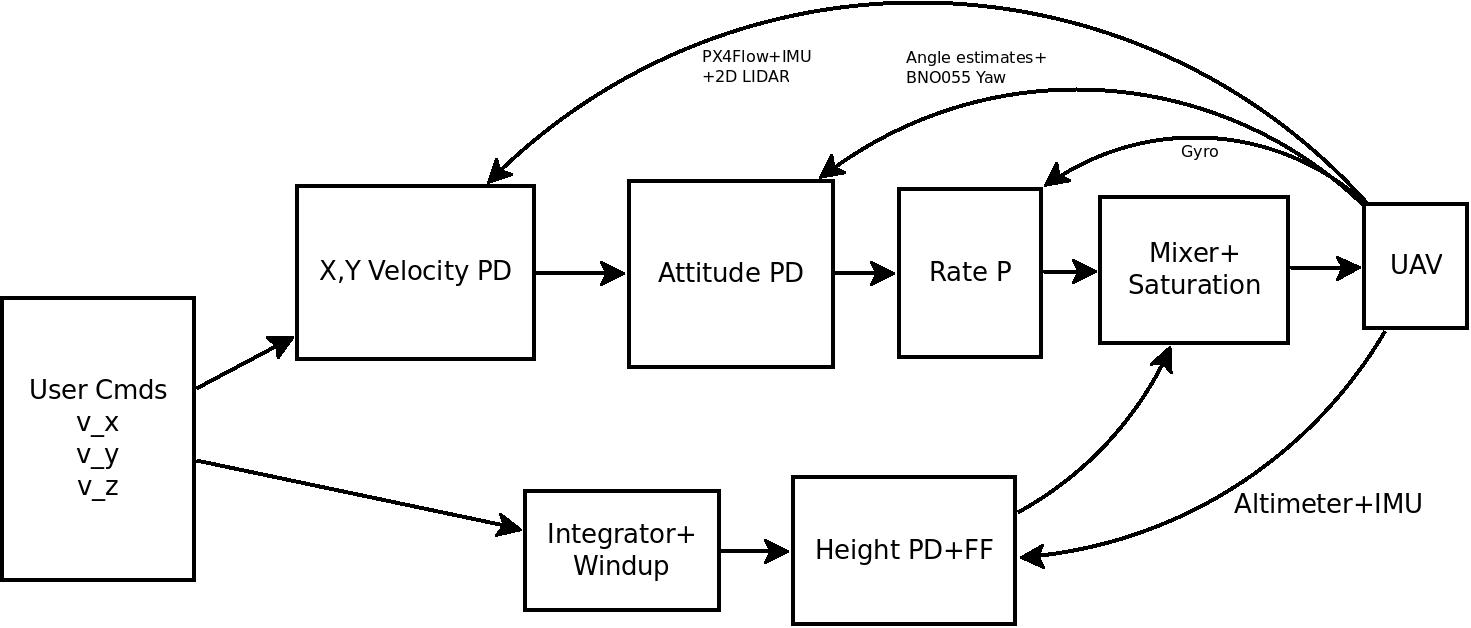 PX4Flow+IMU
+2D LIDAR
Angle estimates+
BNO055 Yaw
Gyro
X,Y Velocity PD
Attitude PD
Rate P
Mixer+
Saturation
UAV
User Cmds
v_x
v_y
v_z
Integrator+
Windup
Height PD+FF
Altimeter+IMU